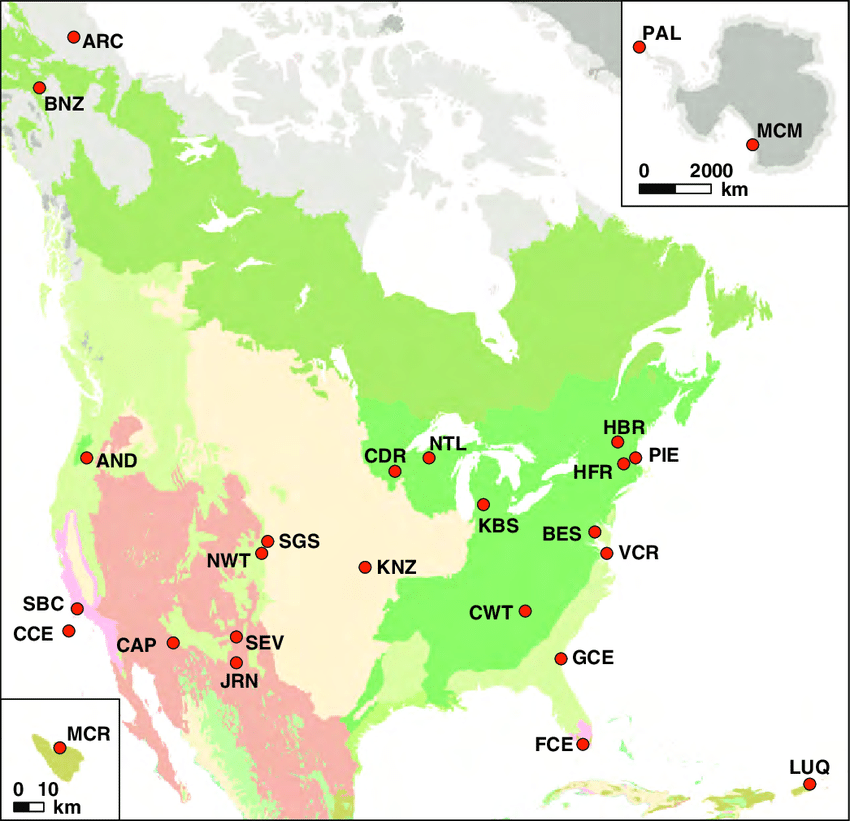 ARC
PAL
BNZ
MCM
0 2000
km
HBR
NTL
CDR
PIE
AND
HFR
KBS
BES
SGS
VCR
NWT
KNZ
SBC
CWT
CCE
CAP
SEV
GCE
JRN
MCR
FCE
LUQ
0 10
km